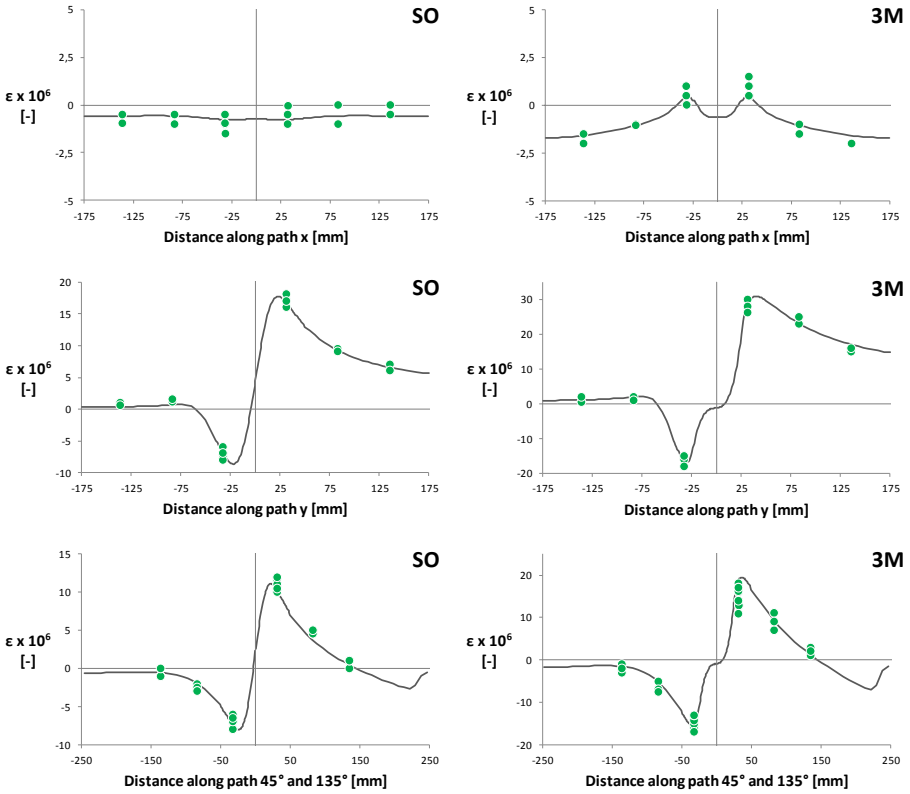 SO
5
2,5
0
-2,5
-5
ε x 10⁶
[-]
-175 -125 -75 -25 25 75 125 175
Distance along path x [mm]
3M
5
2,5
0
-2,5
-5
ε x 10⁶
[-]
-175 -125 -75 -25 25 75 125 175
Distance along path x [mm]
SO
20
15
10
5
0
-5
-10
ε x 10⁶
[-]
-175 -125 -75 -25 25 75 125 175
Distance along path y [mm]
3M
30
20
10
0
-10
-20
ε x 10⁶
[-]
-175 -125 -75 -25 25 75 125 175
Distance along path y [mm]
SO
15
10
5
0
-5
-10
ε x 10⁶
[-]
-250 -150 -50 50 150 250
Distance along path 45° and 135° [mm]
3M
20
10
0
-10
-20
ε x 10⁶
[-]
-250 -150 -50 50 150 250
Distance along path 45° and 135° [mm]